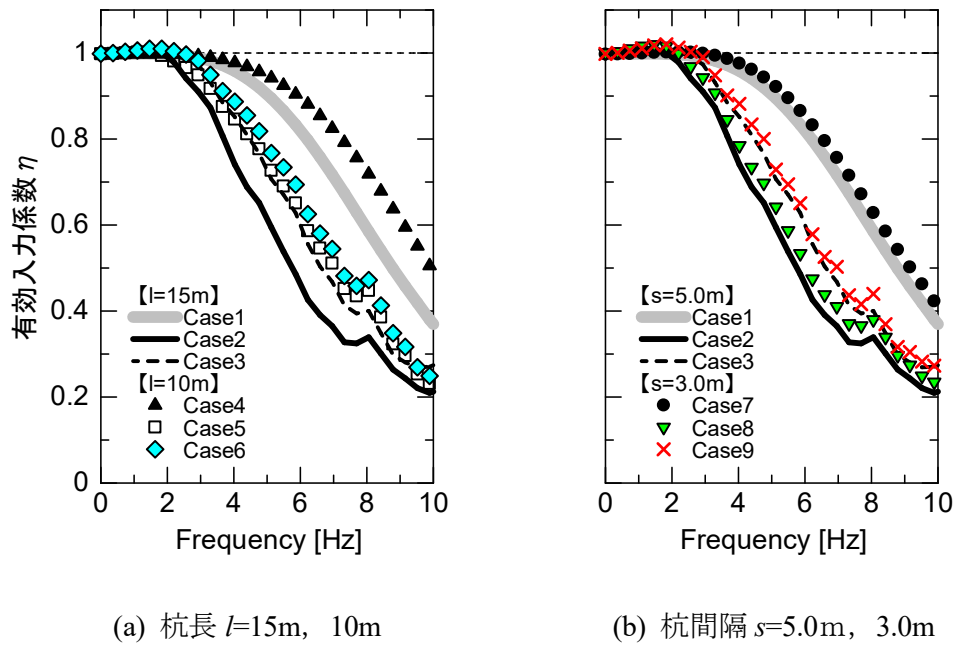 有効入力係数η
1
0.8
0.6
0.4
0.2
0
【l=15m】
Case1
Case2
Case3
【l=10m】
Case4
Case5
Case6
0 2 4 6 8 10
Frequency [Hz]
(a) 杭長 l=15m, 10m
【s=5.0m】
Case1
Case2
Case3
【s=3.0m】
Case7
Case8
Case9
0 2 4 6 8 10
Frequency [Hz]
(b) 杭間隔 s=5.0ｍ, 3.0m